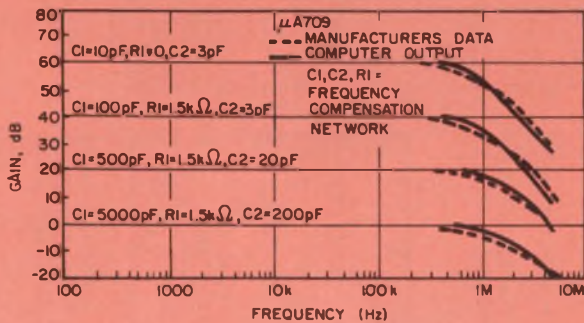 μA709
--- MANUFACTURERS DATA
— COMPUTER OUTPUT
C1=10pF, R1=0, C2=3pF
C1, C2, R1 =
FREQUENCY
COMPENSATION
NETWORK
C1=100pF, R1=1.5kΩ, C2=3pF
C1=500pF, R1=1.5kΩ, C2=20pF
C1=5000pF, R1=1.5kΩ, C2=200pF
GAIN, dB
80
60
50
40
30
20
10
0
-10
-20
100
1000
10k
100k
1M
10M
FREQUENCY (Hz)